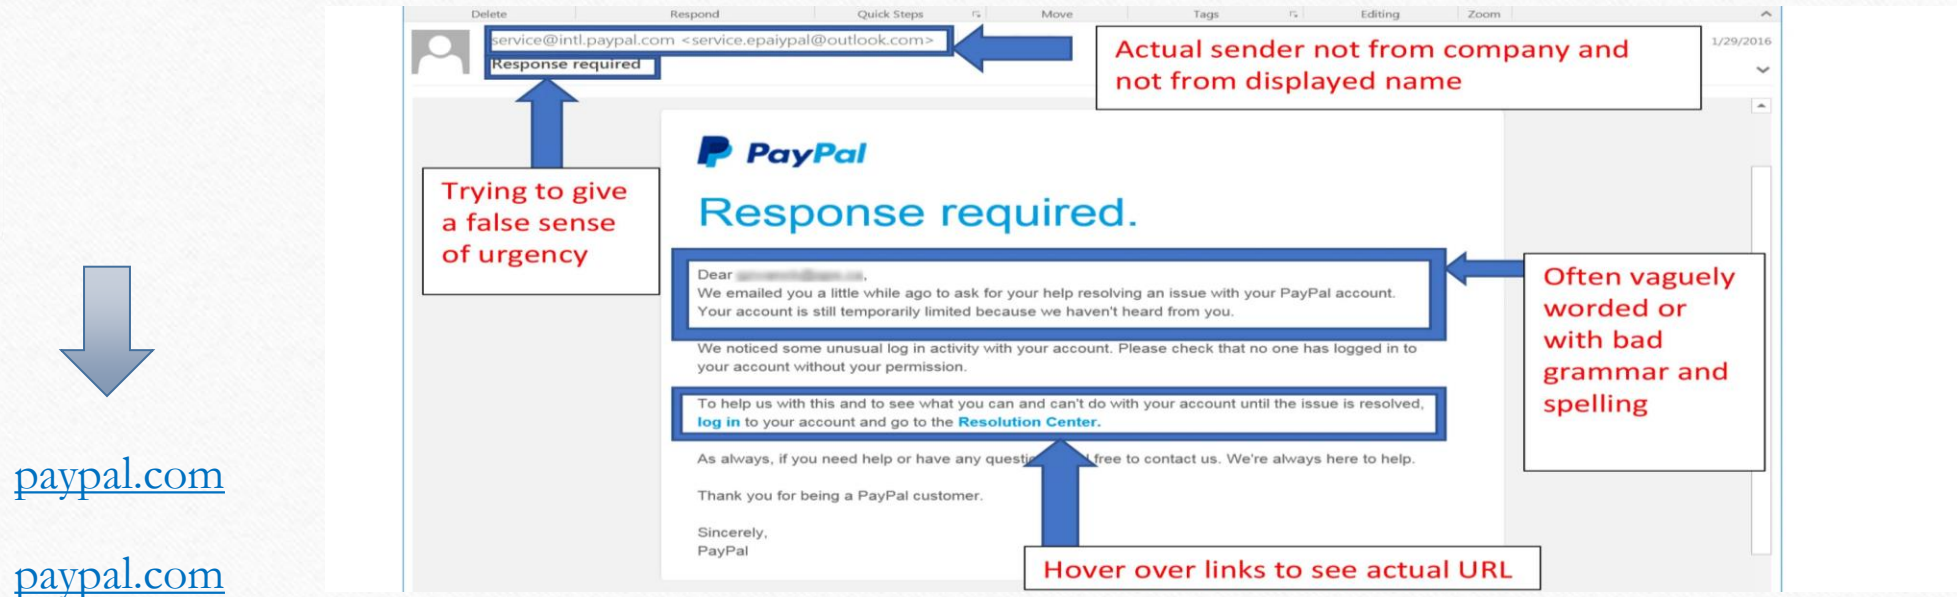 Delete Respond Quick Steps Move Tags Editing Zoom
service@intl.paypal.com <service.epaiypal@outlook.com>
1/29/2016
Response required
Actual sender not from company and
not from displayed name
PayPal
Trying to give
a false sense
of urgency
Response required.
Dear
We emailed you a little while ago to ask for your help resolving an issue with your PayPal account.
Your account is still temporarily limited because we haven't heard from you.
Often vaguely
worded or
with bad
grammar and
spelling
We noticed some unusual log in activity with your account. Please check that no one has logged in to
your account without your permission.
To help us with this and to see what you can and can't do with your account until the issue is resolved,
log in to your account and go to the Resolution Center.
As always, if you need help or have any free to contact us. We're always here to help.
Thank you for being a PayPal customer.
Sincerely,
PayPal
Hover over links to see actual URL
paypal.com
paypal.com